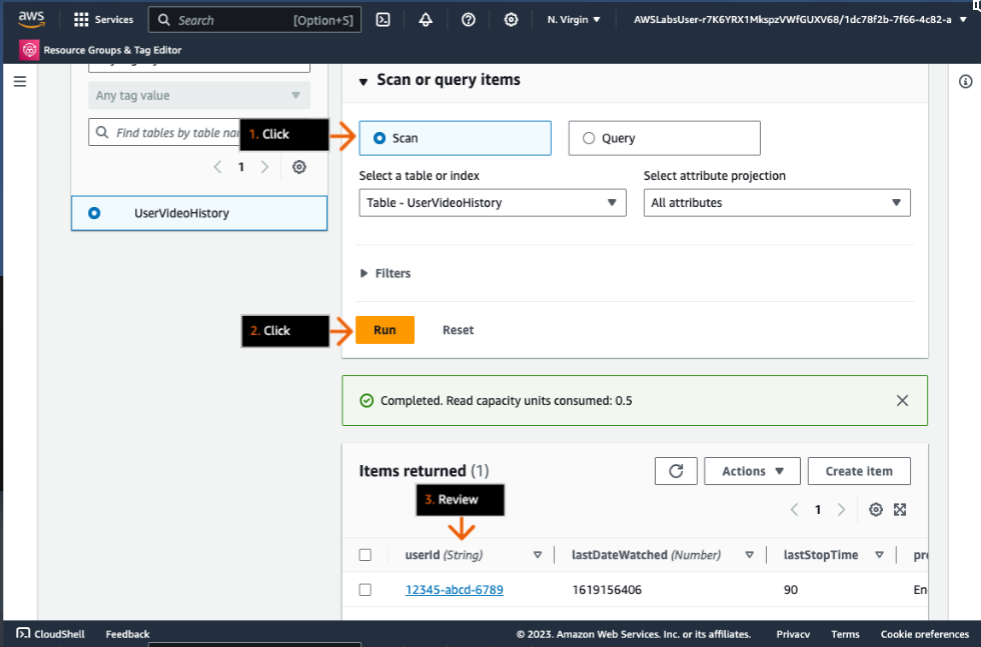 aws
Services
Search [Option+S]
N. Virgin
AWSLabsUser-r7K6YRX1MkspzVWfGUXV68/1dc78f2b-7f66-4c82-a
Resource Groups & Tag Editor
Any tag value
Find tables by table
1
UserVideoHistory
Scan or query items
1. Click
Scan
Query
Select a table or index
Select attribute projection
Table - UserVideoHistory
All attributes
Filters
2. Click
Run
Reset
Completed. Read capacity units consumed: 0.5
Items returned (1)
Actions
Create item
3. Review
1
userId (String)
lastDateWatched (Number)
lastStopTime
12345-abcd-6789
1619156406
90
CloudShell
Feedback
© 2023, Amazon Web Services, Inc. or its affiliates.
Privacy
Terms
Cookie preferences